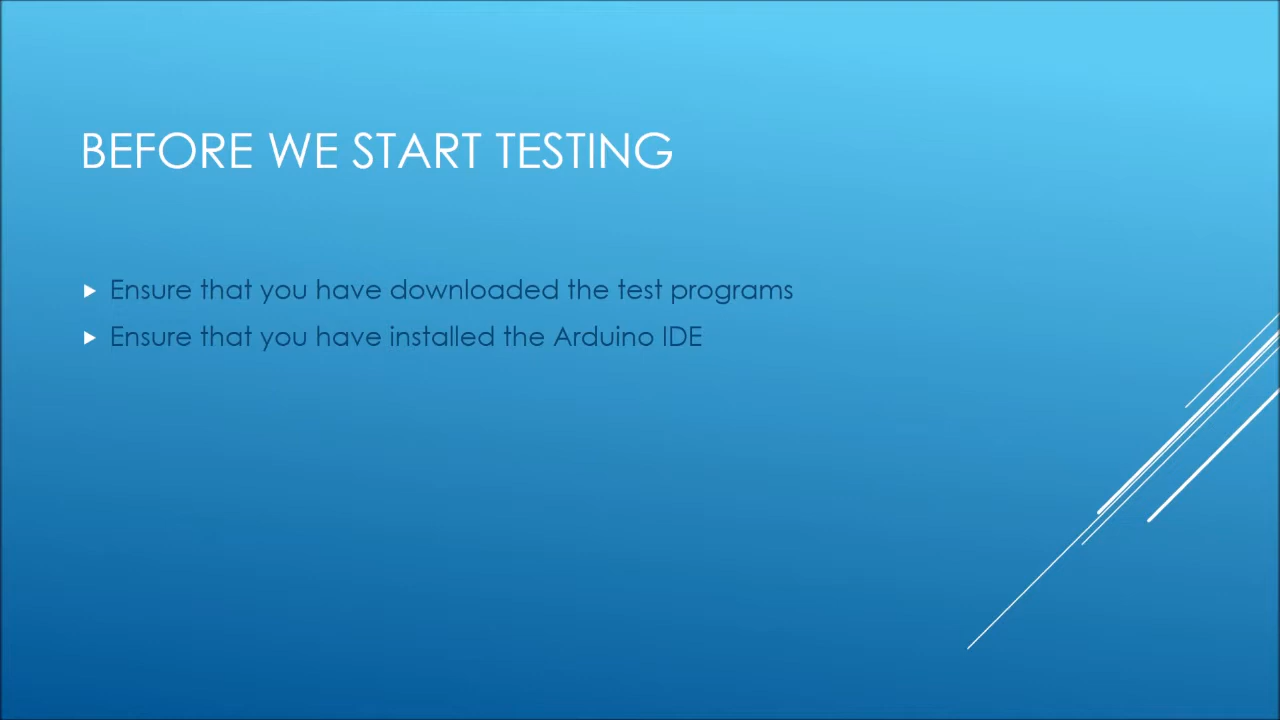 BEFORE WE START TESTING
Ensure that you have downloaded the test programs
Ensure that you have installed the Arduino IDE